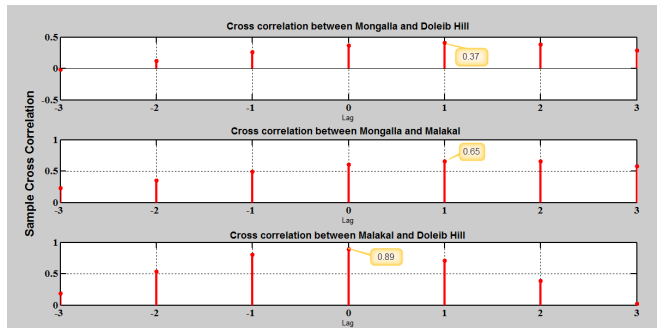 Cross correlation between Mongalla and Doleib Hill
0.5
0
-0.5
0.37
-3 -2 -1 0 1 2 3
Lag
Sample Cross Correlation
Cross correlation between Mongalla and Malakal
1
0.5
0
0.65
-3 -2 -1 0 1 2 3
Lag
Cross correlation between Malakal and Doleib Hill
1
0.5
0
0.89
-3 -2 -1 0 1 2 3
Lag